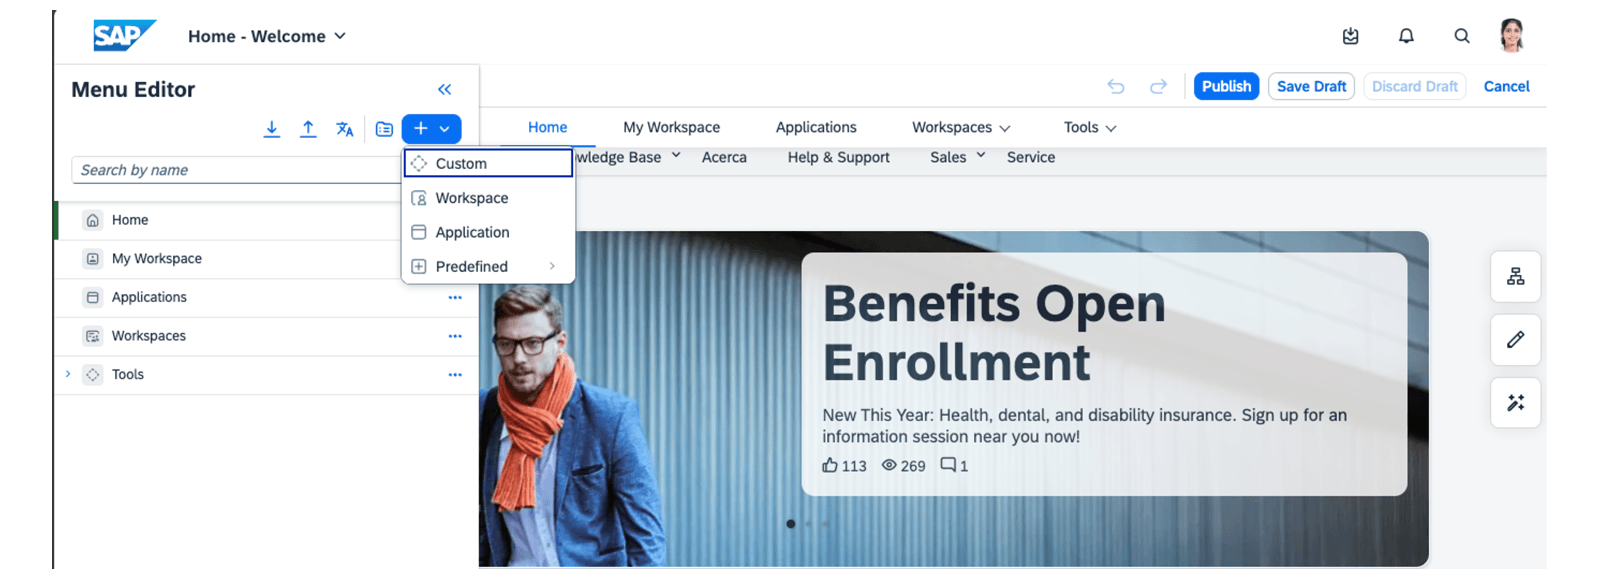 SAP
Home - Welcome
Menu Editor
Publish
Save Draft
Discard Draft
Cancel
Home
My Workspace
Applications
Workspaces
Tools
Base
Acerca
Help & Support
Sales
Service
Search by name
Custom
Workspace
Application
Predefined
Home
My Workspace
Applications
Workspaces
Tools
Benefits Open
Enrollment
New This Year: Health, dental, and disability insurance. Sign up for an
information session near you now!
113 269 1